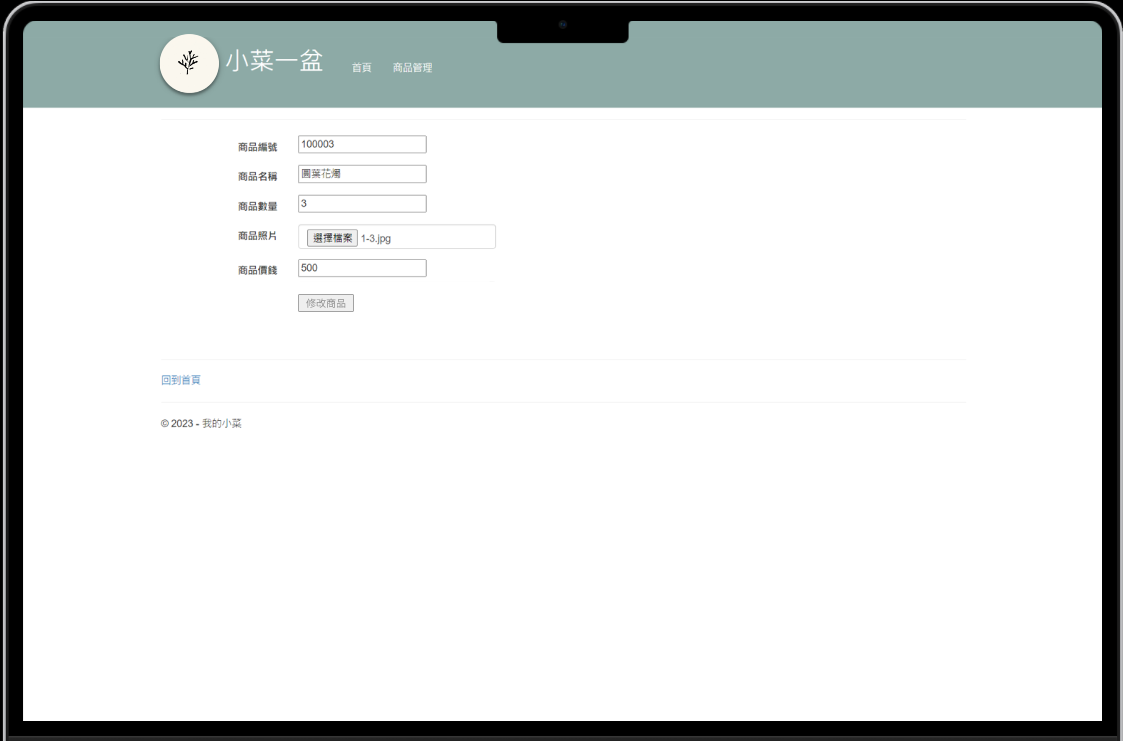 小菜一盆
首頁 商品管理
商品編號 100003
商品名稱 圓葉花燭
商品數量 3
商品照片 選擇檔案 1-3.jpg
商品價錢 500
修改商品
回到首頁
© 2023 - 我的小菜